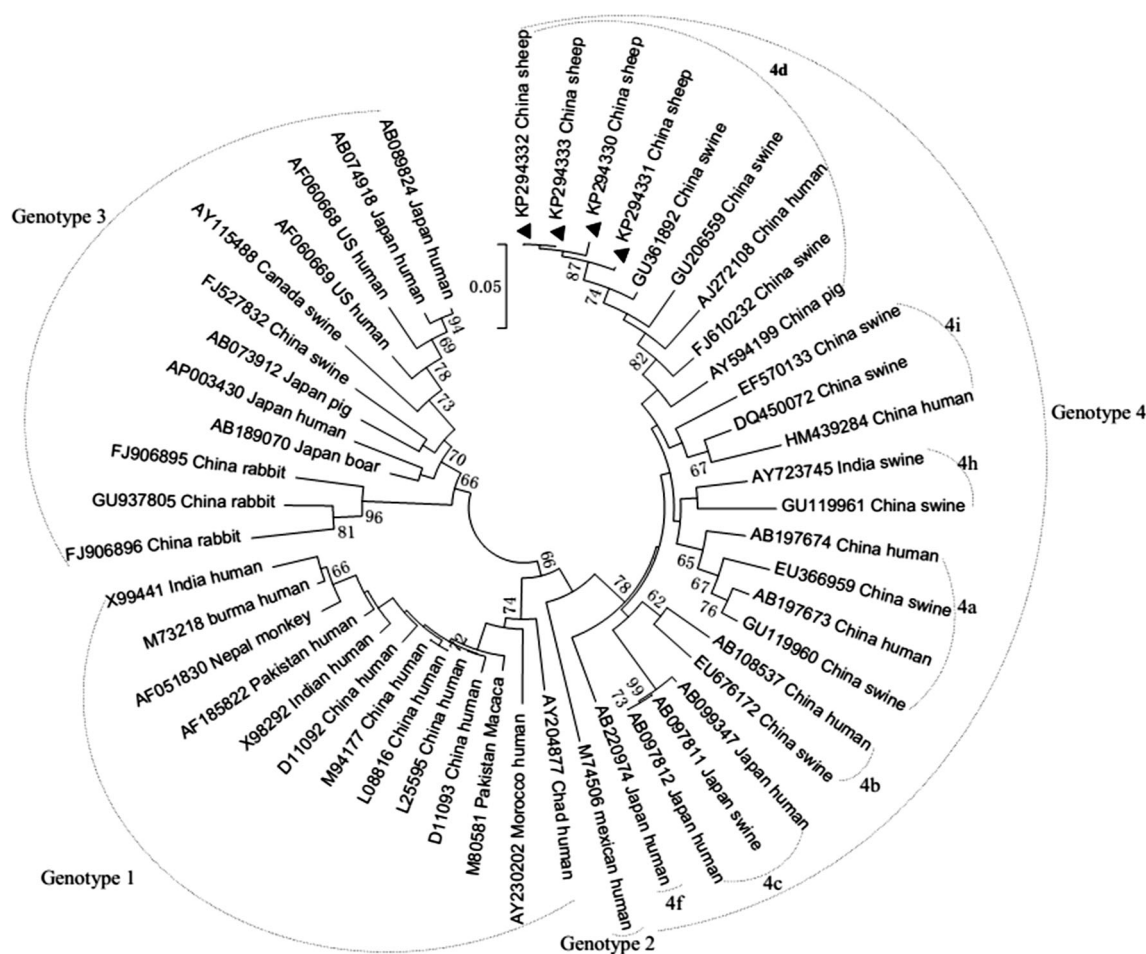 4d
KP294332 China sheep
KP294333 China sheep
KP294330 China sheep
KP294331 China sheep
GU361892 China swine
GU206559 China swine
AJ272108 China human
FJ610232 China swine
AY594199 China pig
EF570133 China swine
DQ450072 China swine
HM439284 China human
4i
Genotype 4
AY723745 India swine
GU119961 China swine
4h
AB197674 China human
EU366959 China swine
AB197673 China human
GU119960 China swine
4a
AB108537 China human
EU676172 China swine
4b
AB099347 Japan human
AB097811 Japan swine
AB097812 Japan human
4c
AB220974 Japan human
4f
M74506 mexican human
Genotype 2
AY204877 Chad human
AY230202 Morocco human
M80581 Pakistan Macaca
D11093 China human
L25595 China human
L08816 China human
M94177 China human
D11092 China human
X98292 Indian human
AF185822 Pakistan human
AF051830 Nepal monkey
M73218 burma human
X99441 India human
Genotype 1
FJ906896 China rabbit
GU937805 China rabbit
FJ906895 China rabbit
AB189070 Japan boar
AP003430 Japan human
AB073912 Japan pig
FJ527832 China swine
AY115488 Canada swine
AF060669 US human
AF060668 US human
AB074918 Japan human
AB089824 Japan human
Genotype 3
0.05
87
74
82
67
65
67
76
78
62
99
73
66
74
72
66
81
96
66
70
73
78
69
94